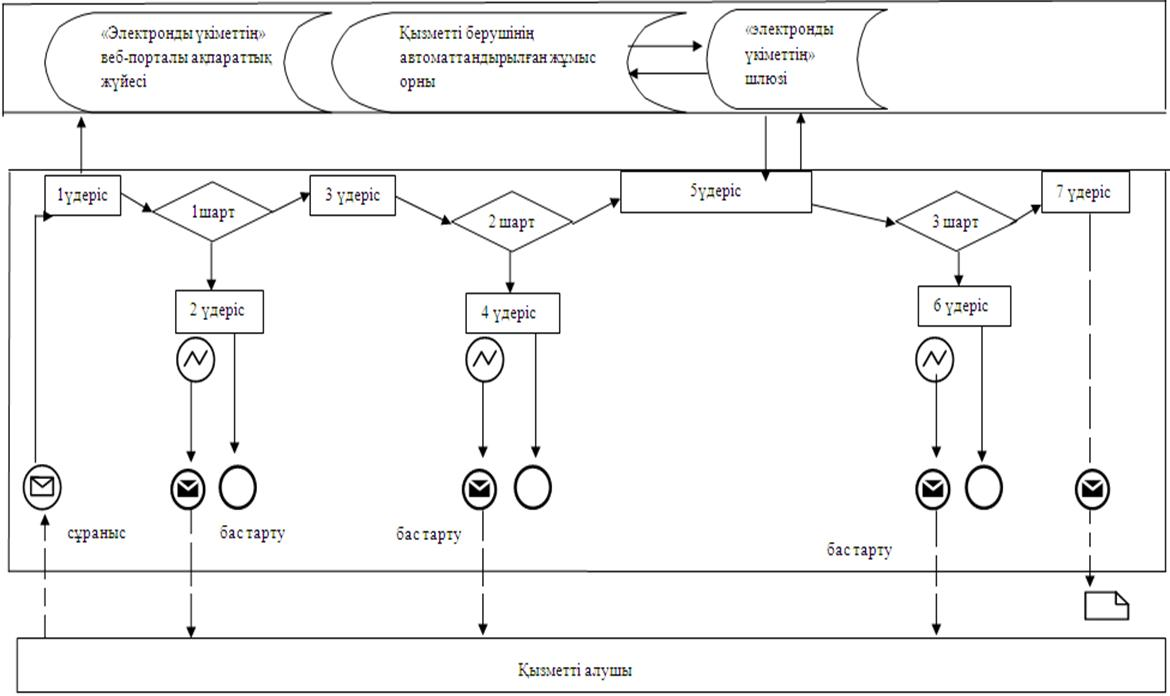 «Электронды үкіметтің»
веб-порталы ақпараттық
жүйесі
Қызметті берушінің
автоматтандырылған жұмыс
орны
«электронды
үкіметтің»
шлюзі
1үдеріс
1шарт
3 үдеріс
2 шарт
5үдеріс
3 шарт
7 үдеріс
2 үдеріс
4 үдеріс
6 үдеріс
сұраныс
бас тарту
бас тарту
бас тарту
Қызметті алушы